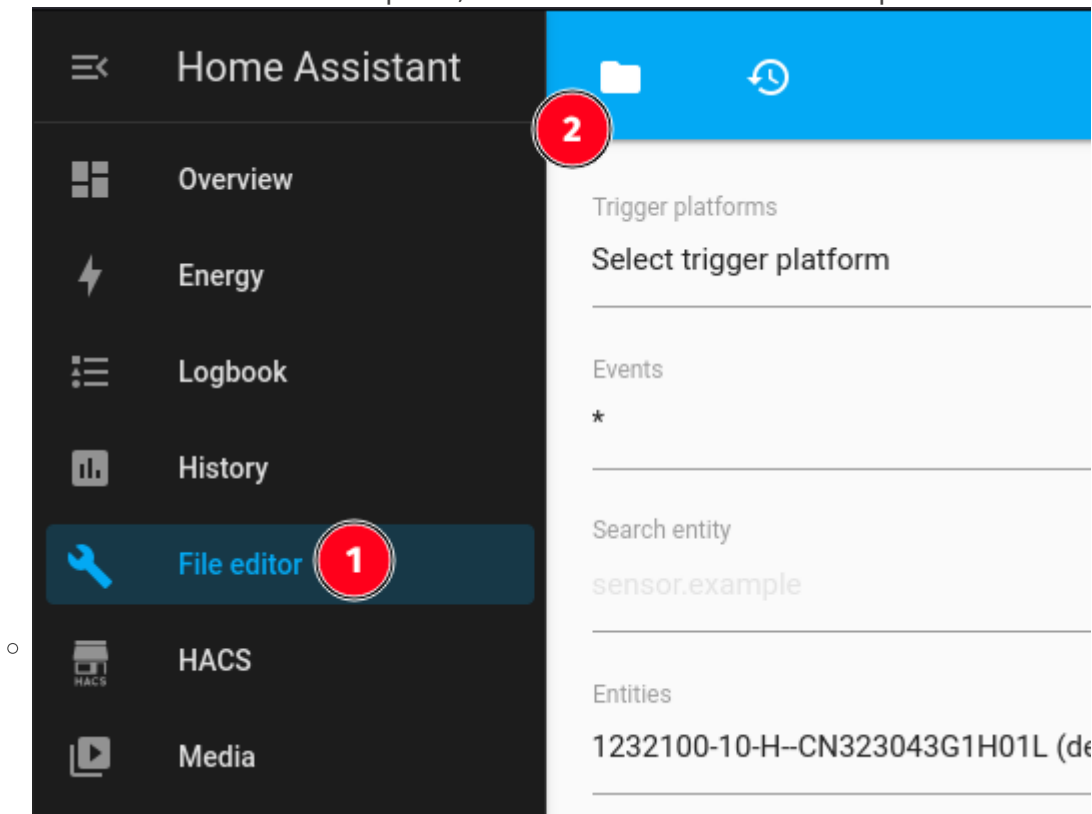 Home Assistant
2
Overview
Trigger platforms
Select trigger platform
Energy
Logbook
Events
*
History
Search entity
File editor 1
sensor.example
HACS
HACS
Entities
Media
1232100-10-H--CN323043G1H01L (de